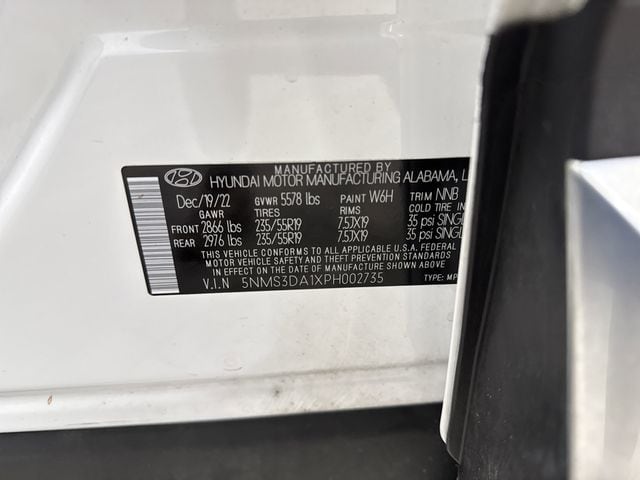 MANUFACTURED BY
HYUNDAI MOTOR MANUFACTURING ALABAMA, L
Dec/19/22 GVWR 5578 lbs PAINT W6H TRIM NNB
GAWR TIRES RIMS COLD TIRE IN
FRONT 2866 lbs 235/55R19 7.5JX19 35 psi SINGL
REAR 2976 lbs 235/55R19 7.5JX19 35 psi SINGL
THIS VEHICLE CONFORMS TO ALL APPLICABLE U.S.A FEDERAL
MOTOR VEHICLE SAFETY AND THEFT PREVENTION STANDARDS
IN EFFECT ON THE DATE OF MANUFACTURE SHOWN ABOVE
V.I.N 5NMS3DA1XPH002735 TYPE: MP